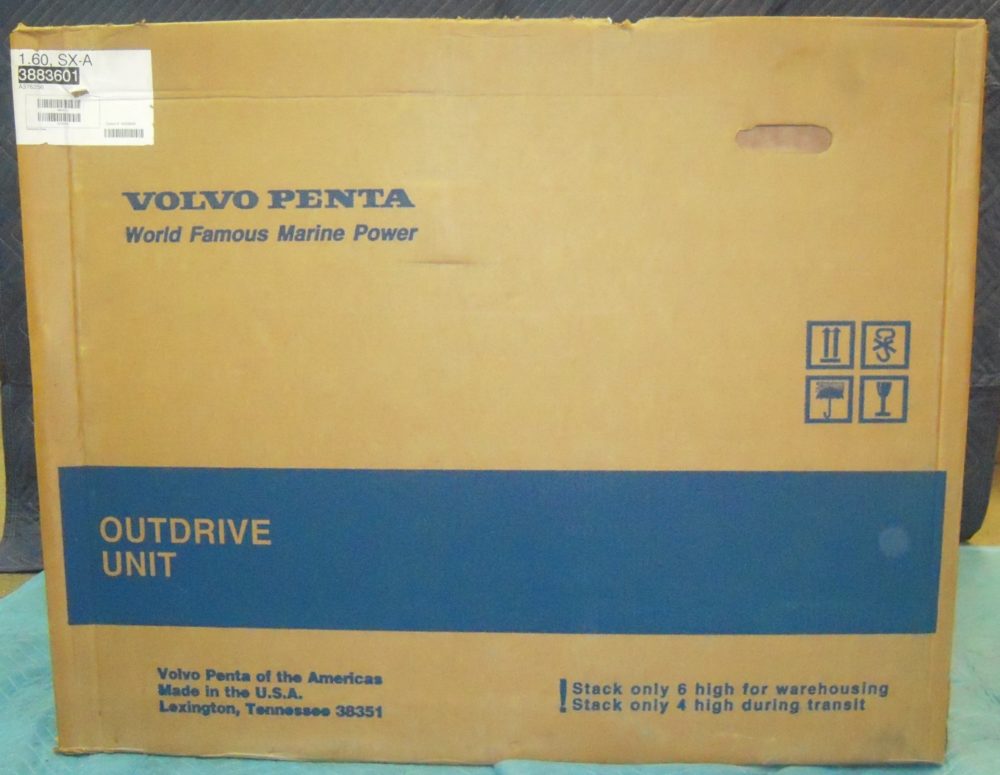 1.60, SX-A
3883601
VOLVO PENTA
World Famous Marine Power
OUTDRIVE
UNIT
Volvo Penta of the Americas
Made in the U.S.A.
Lexington, Tennessee 38351
! Stack only 6 high for warehousing
Stack only 4 high during transit